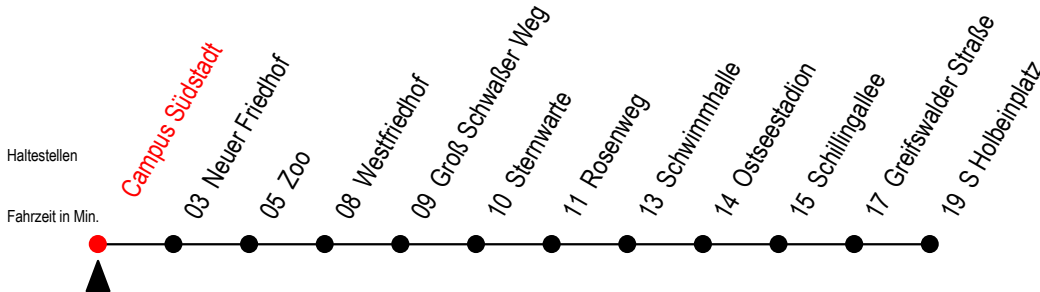 Haltestellen
Fahrzeit in Min.
Campus Südstadt
03 Neuer Friedhof
05 Zoo
08 Westfriedhof
09 Groß Schwaßer Weg
10 Sternwarte
11 Rosenweg
13 Schwimmhalle
14 Ostseestadion
15 Schillingallee
17 Greifswalder Straße
19 S Holbeinplatz